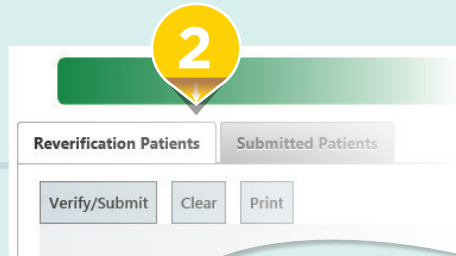 2
Reverification Patients Submitted Patients
Verify/Submit Clear Print